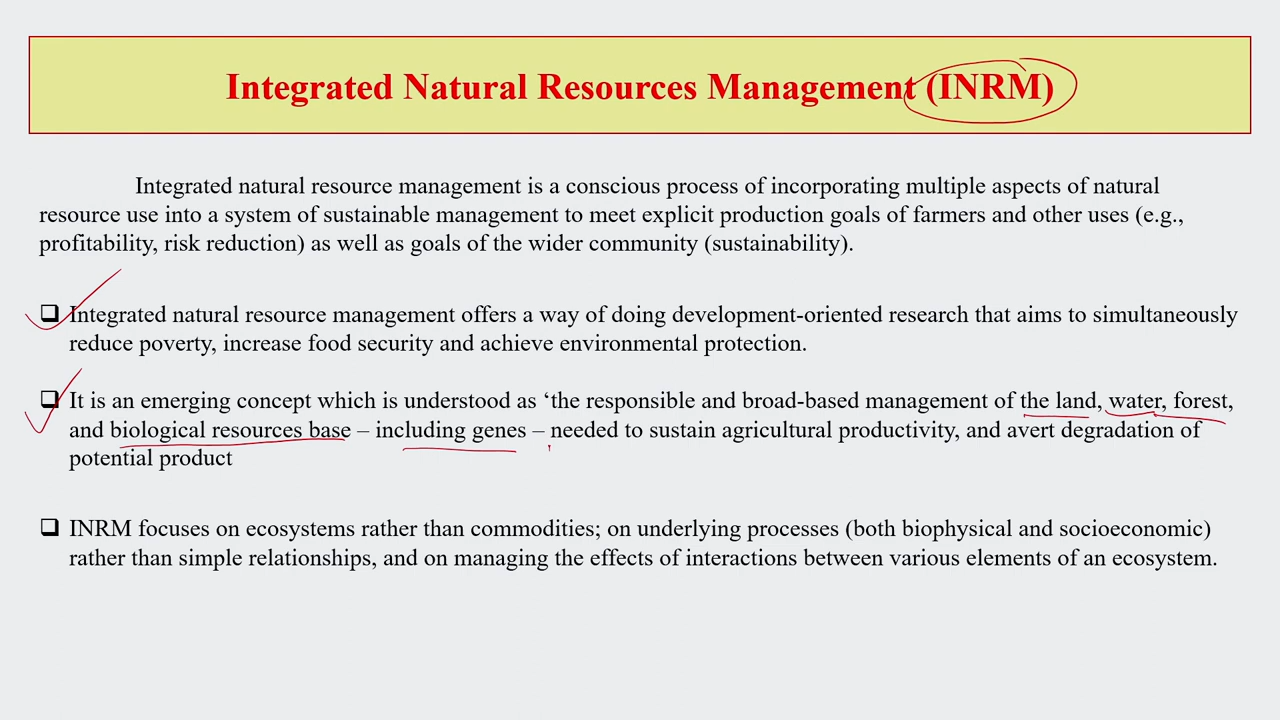 Integrated Natural Resources Management (INRM)
Integrated natural resource management is a conscious process of incorporating multiple aspects of natural
resource use into a system of sustainable management to meet explicit production goals of farmers and other uses (e.g.,
profitability, risk reduction) as well as goals of the wider community (sustainability).
❑ Integrated natural resource management offers a way of doing development-oriented research that aims to simultaneously
reduce poverty, increase food security and achieve environmental protection.
❑ It is an emerging concept which is understood as ‘the responsible and broad-based management of the land, water, forest,
and biological resources base – including genes – needed to sustain agricultural productivity, and avert degradation of
potential product
❑ INRM focuses on ecosystems rather than commodities; on underlying processes (both biophysical and socioeconomic)
rather than simple relationships, and on managing the effects of interactions between various elements of an ecosystem.